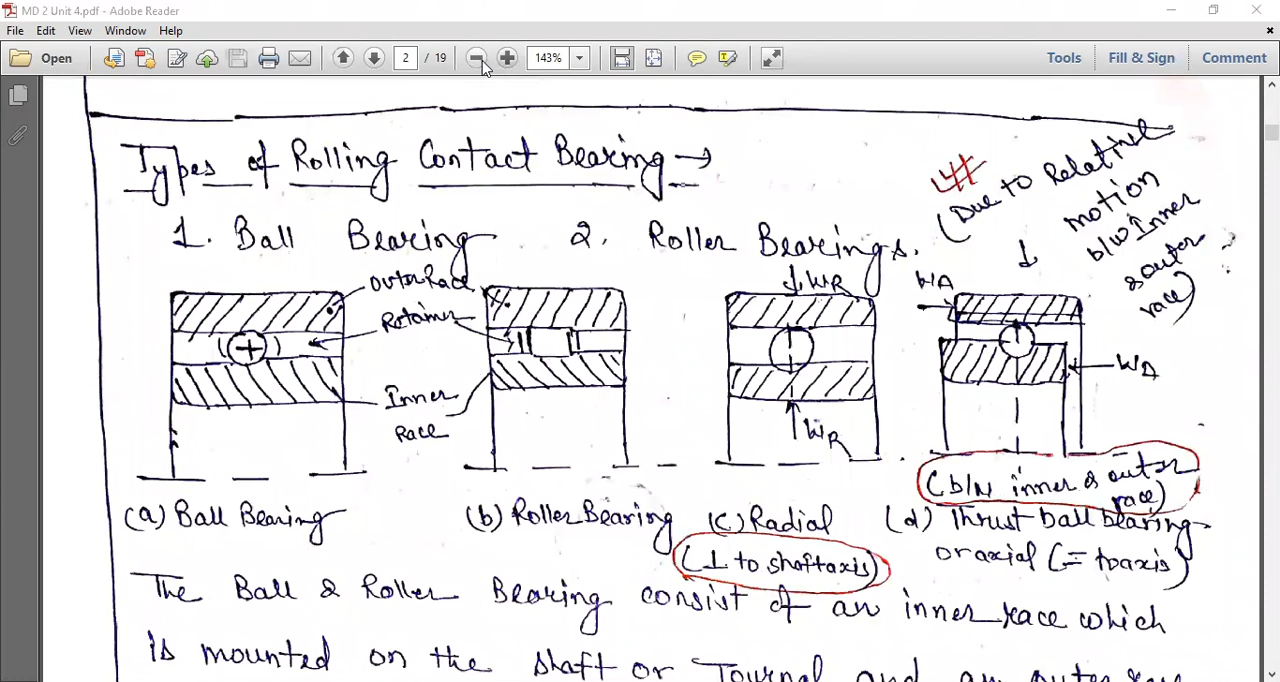 MD 2 Unit 4.pdf - Adobe Reader
File Edit View Window Help
Open 2 / 19 143% Tools Fill & Sign Comment
Types of Rolling Contact Bearing →
(Due to Relative
motion
b/w Inner
& outer
race)
1. Ball Bearing 2. Roller Bearings.
outer Race
Retainer
Inner
Race
↓WR
↑WR
WA
WA
(b/w inner & outer
race)
(a) Ball Bearing (b) Roller Bearing (c) Radial (d) Thrust ball bearing
(⊥ to shaft axis)
or axial (= to axis)
The Ball & Roller Bearing consist of an inner race which
is mounted on the shaft or Journal and an outer race